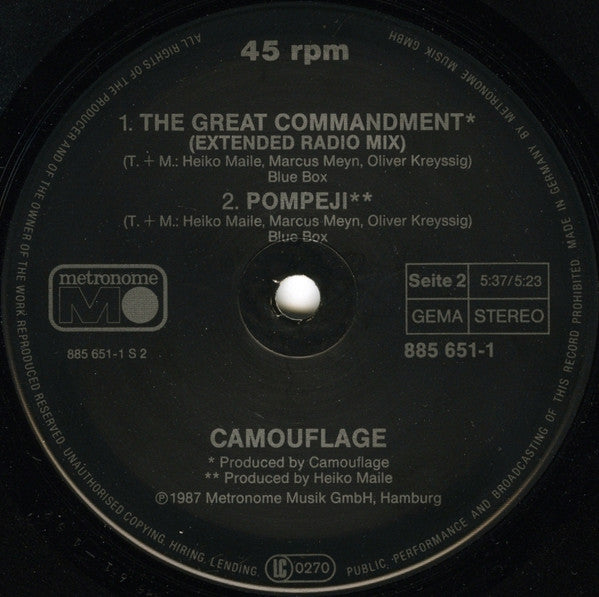 45 rpm
1. THE GREAT COMMANDMENT*
(EXTENDED RADIO MIX)
(T. + M.: Heiko Maile, Marcus Meyn, Oliver Kreyssig)
Blue Box
2. POMPEJI**
(T. + M.: Heiko Maile, Marcus Meyn, Oliver Kreyssig)
Blue Box
metronome
M
885 651-1 S 2
Seite 2 5:37/5:23
GEMA STEREO
885 651-1
CAMOUFLAGE
* Produced by Camouflage
** Produced by Heiko Maile
℗1987 Metronome Musik GmbH, Hamburg
LC 0270
ALL RIGHTS OF THE PRODUCER AND OF THE OWNER OF THE WORK REPRODUCED RESERVED UNAUTHORISED COPYING, HIRING, LENDING, PUBLIC, PERFORMANCE AND BROADCASTING OF THIS RECORD PROHIBITED MADE IN GERMANY BY METRONOME MUSIK GMBH